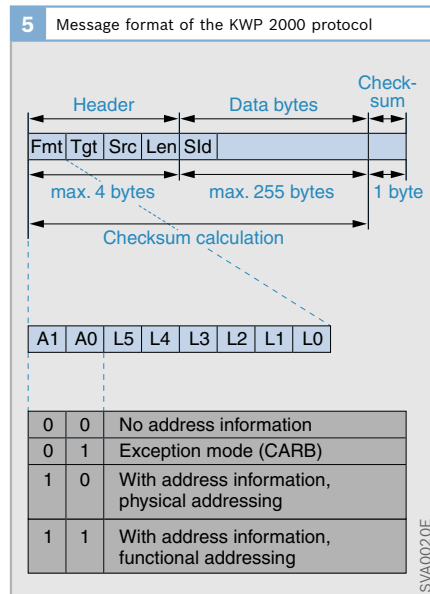 5 Message format of the KWP 2000 protocol
Check-
sum
Header Data bytes
Fmt Tgt Src Len SId
max. 4 bytes max. 255 bytes 1 byte
Checksum calculation
A1 A0 L5 L4 L3 L2 L1 L0
0 0 No address information
0 1 Exception mode (CARB)
1 0 With address information,
physical addressing
1 1 With address information,
functional addressing
SVA0020E